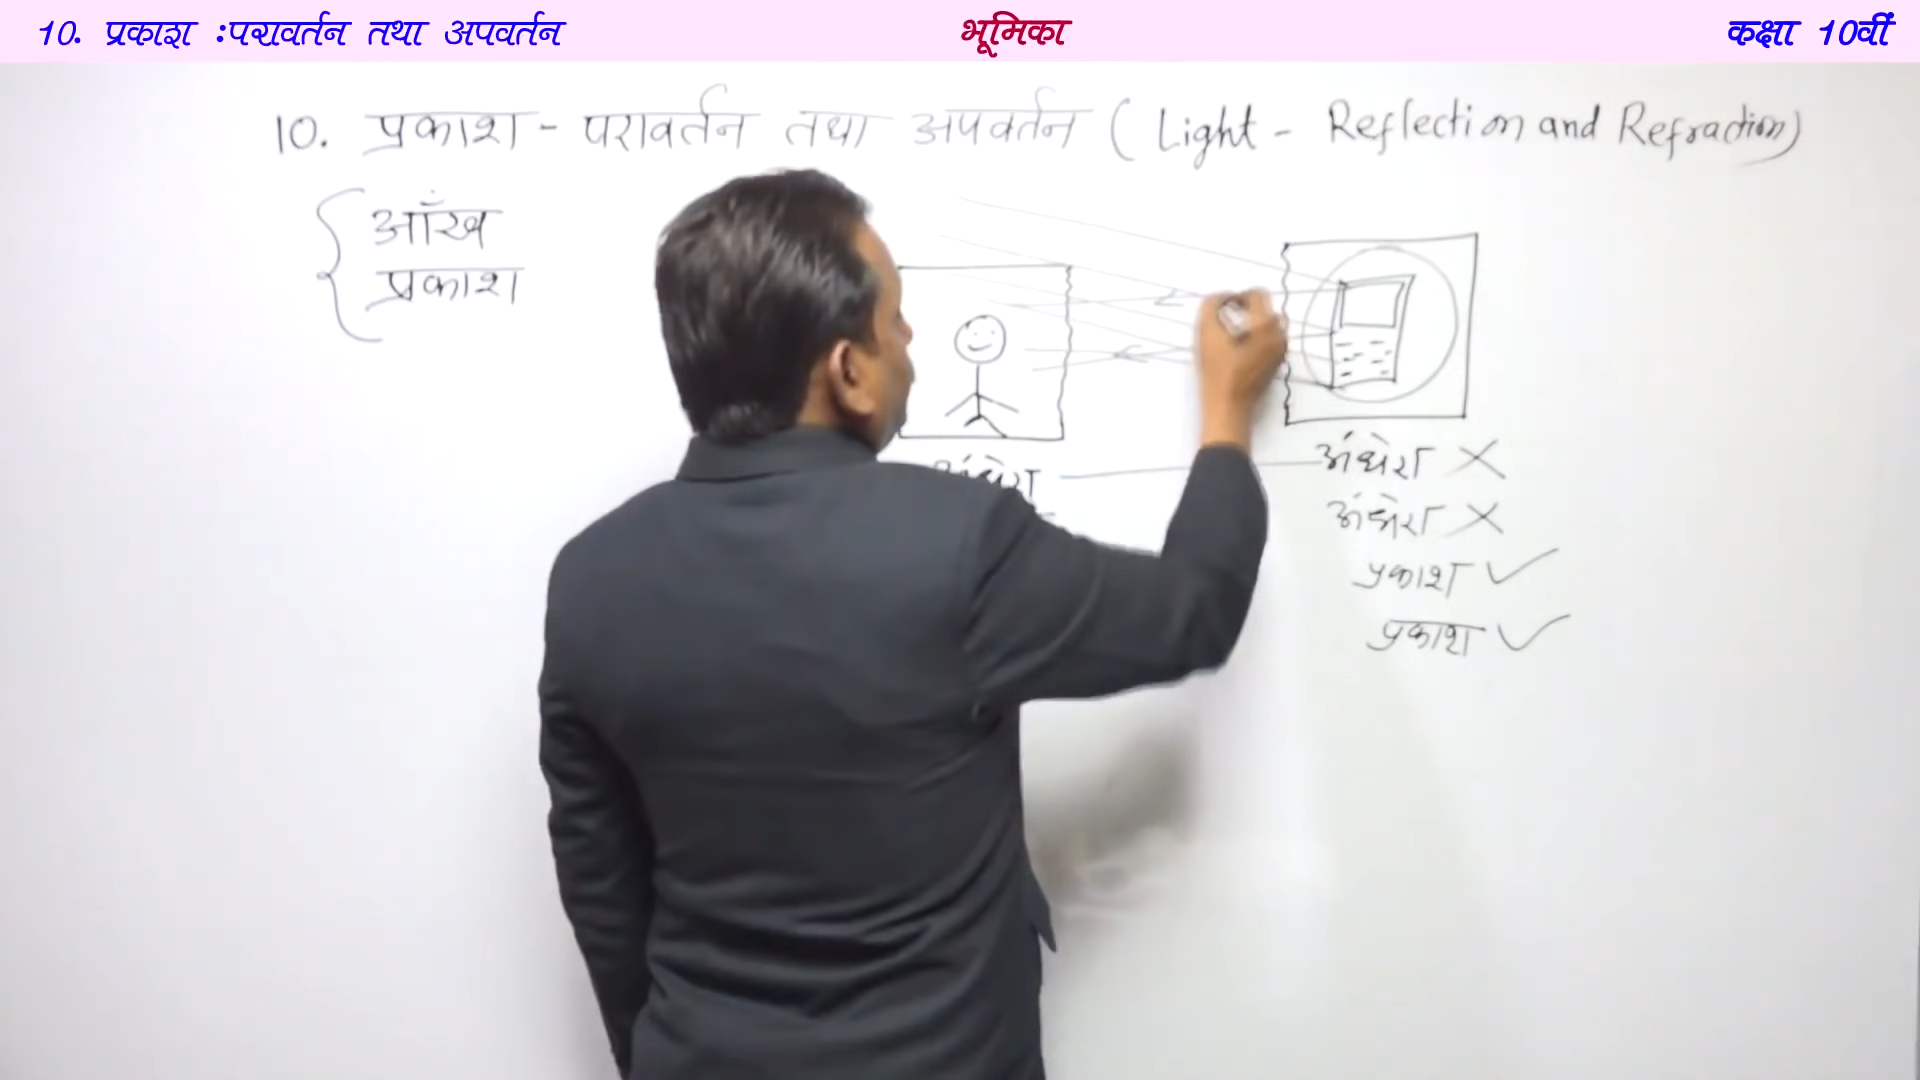 10. प्रकाश :परावर्तन तथा अपवर्तन
भूमिका
कक्षा 10वीं
10. प्रकाश - परावर्तन तथा अपवर्तन ( Light - Reflection and Refraction)
आँख
प्रकाश
अंधेरा
अंधेरा ✗
अंधेरा ✗
प्रकाश ✓
प्रकाश ✓